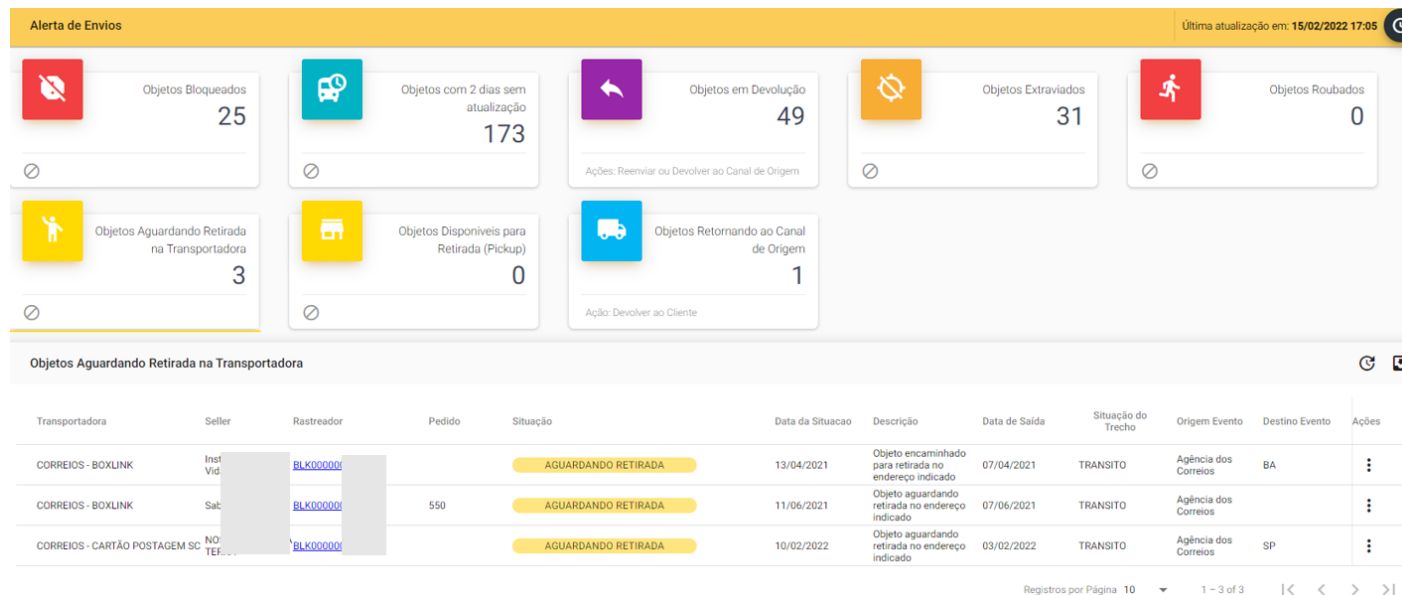 Alerta de Envios
Última atualização em: 15/02/2022 17:05
Objetos Bloqueados
25
Objetos com 2 dias sem
atualização
173
Objetos em Devolução
49
Ações: Reenviar ou Devolver ao Canal de Origem
Objetos Extraviados
31
Objetos Roubados
0
Objetos Aguardando Retirada
na Transportadora
3
Objetos Disponiveis para
Retirada (Pickup)
0
Objetos Retornando ao Canal
de Origem
1
Ação: Devolver ao Cliente
Objetos Aguardando Retirada na Transportadora
Transportadora Seller Rastreador Pedido Situação Data da Situacao Descrição Data de Saída Situação do Trecho Origem Evento Destino Evento Ações
CORREIOS - BOXLINK
BLK000000
AGUARDANDO RETIRADA
13/04/2021
Objeto encaminhado
para retirada no
endereço indicado
07/04/2021
TRANSITO
Agência dos
Correios
BA
CORREIOS - BOXLINK
BLK000000
550
AGUARDANDO RETIRADA
11/06/2021
Objeto aguardando
retirada no endereço
indicado
07/06/2021
TRANSITO
Agência dos
Correios
CORREIOS - CARTÃO POSTAGEM SC
BLK000000
AGUARDANDO RETIRADA
10/02/2022
Objeto aguardando
retirada no endereço
indicado
03/02/2022
TRANSITO
Agência dos
Correios
SP
Registros por Página 10 1 – 3 of 3